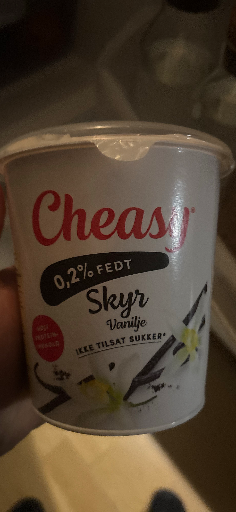 Cheasy
0,2% FEDT
Skyr
Vanilje
IKKE TILSAT SUKKER*